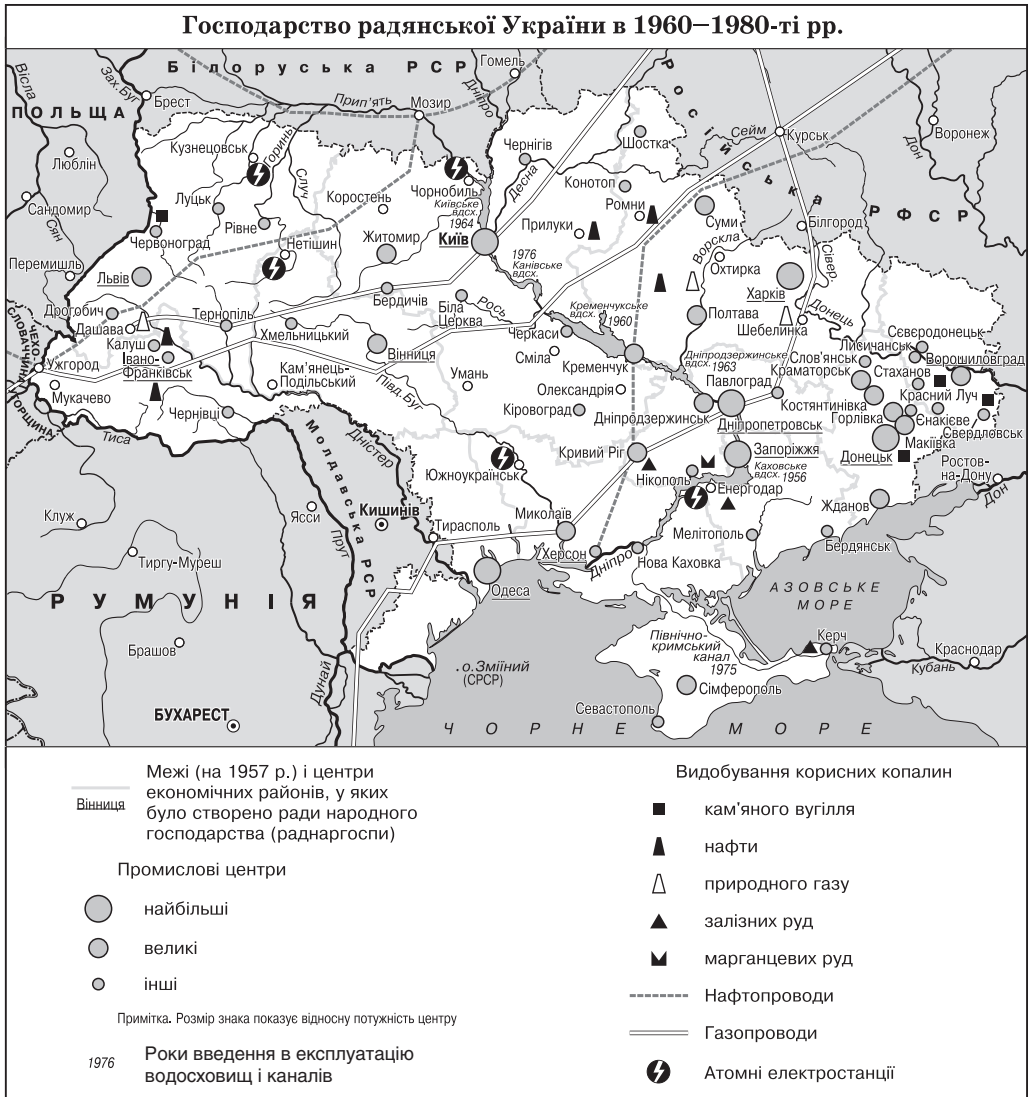 Господарство радянської України в 1960–1980-ті рр.
Білоруська РСР
Гомель
Вісла
Зах. Буг
Брест
Прип'ять
Мозир
Дніпро
Російська РФСР
ПОЛЬЩА
Сейм
Курськ
Воронеж
Дон
Люблін
Кузнецовськ
Горинь
Случ
Чернігів
Десна
Шостка
Конотоп
Чорнобиль
Київське
вдсх.
1964
Коростень
Ромни
Прилуки
Суми
Білгород
Сандомир
Сян
Луцьк
Рівне
Червоноград
Нетішин
Житомир
Київ
1976
Канівське
вдсх.
Ворскла
Охтирка
Сівер.
Донець
Перемишль
Львів
Харків
Дрогобич
Дашава
Калуш
Івано-
Франківськ
Тернопіль
Бердичів
Біла
Церква
Рось
Хмельницький
Вінниця
Черкаси
Сміла
Кременчукське
вдсх. 1960
Полтава
Шебелинка
ЧЕХО-
СЛОВАЧЧИНА
Ужгород
Мукачево
УГОРЩИНА
Кам'янець-
Подільський
Півд. Буг
Умань
Кременчук
Олександрія
Кіровоград
Дніпродзержинське
вдсх. 1963
Павлоград
Сєвєродонецьк
Лисичанськ
Ворошиловград
Слов'янськ
Краматорськ
Стаханов
Красний Луч
Костянтинівка
Горлівка
Єнакієве
Свердловськ
Макіївка
Донецьк
Чернівці
Тиса
Дністер
Дніпродзержинськ
Дніпропетровськ
Кривий Ріг
Запоріжжя
Каховське
вдсх. 1956
Нікополь
Енергодар
Ростов-
на-Дону
Дон
Южноукраїнськ
Молдавська РСР
Клуж
Ясси
Кишинів
Прут
Тирасполь
Миколаїв
Херсон
Дніпро
Нова Каховка
Мелітополь
Жданов
Бердянськ
Тиргу-Муреш
Одеса
АЗОВСЬКЕ
МОРЕ
РУМУНІЯ
Брашов
Дунай
о. Зміїний
(СРСР)
Північно-
кримський
канал
1975
Керч
Краснодар
Кубань
Сімферополь
Севастополь
БУХАРЕСТ
ЧОРНЕ МОРЕ
Межі (на 1957 р.) і центри
економічних районів, у яких
було створено ради народного
господарства (раднаргоспи)
Вінниця
Промислові центри
найбільші
великі
інші
Примітка. Розмір знака показує відносну потужність центру
1976
Роки введення в експлуатацію
водосховищ і каналів
Видобування корисних копалин
кам'яного вугілля
нафти
природного газу
залізних руд
марганцевих руд
Нафтопроводи
Газопроводи
Атомні електростанції